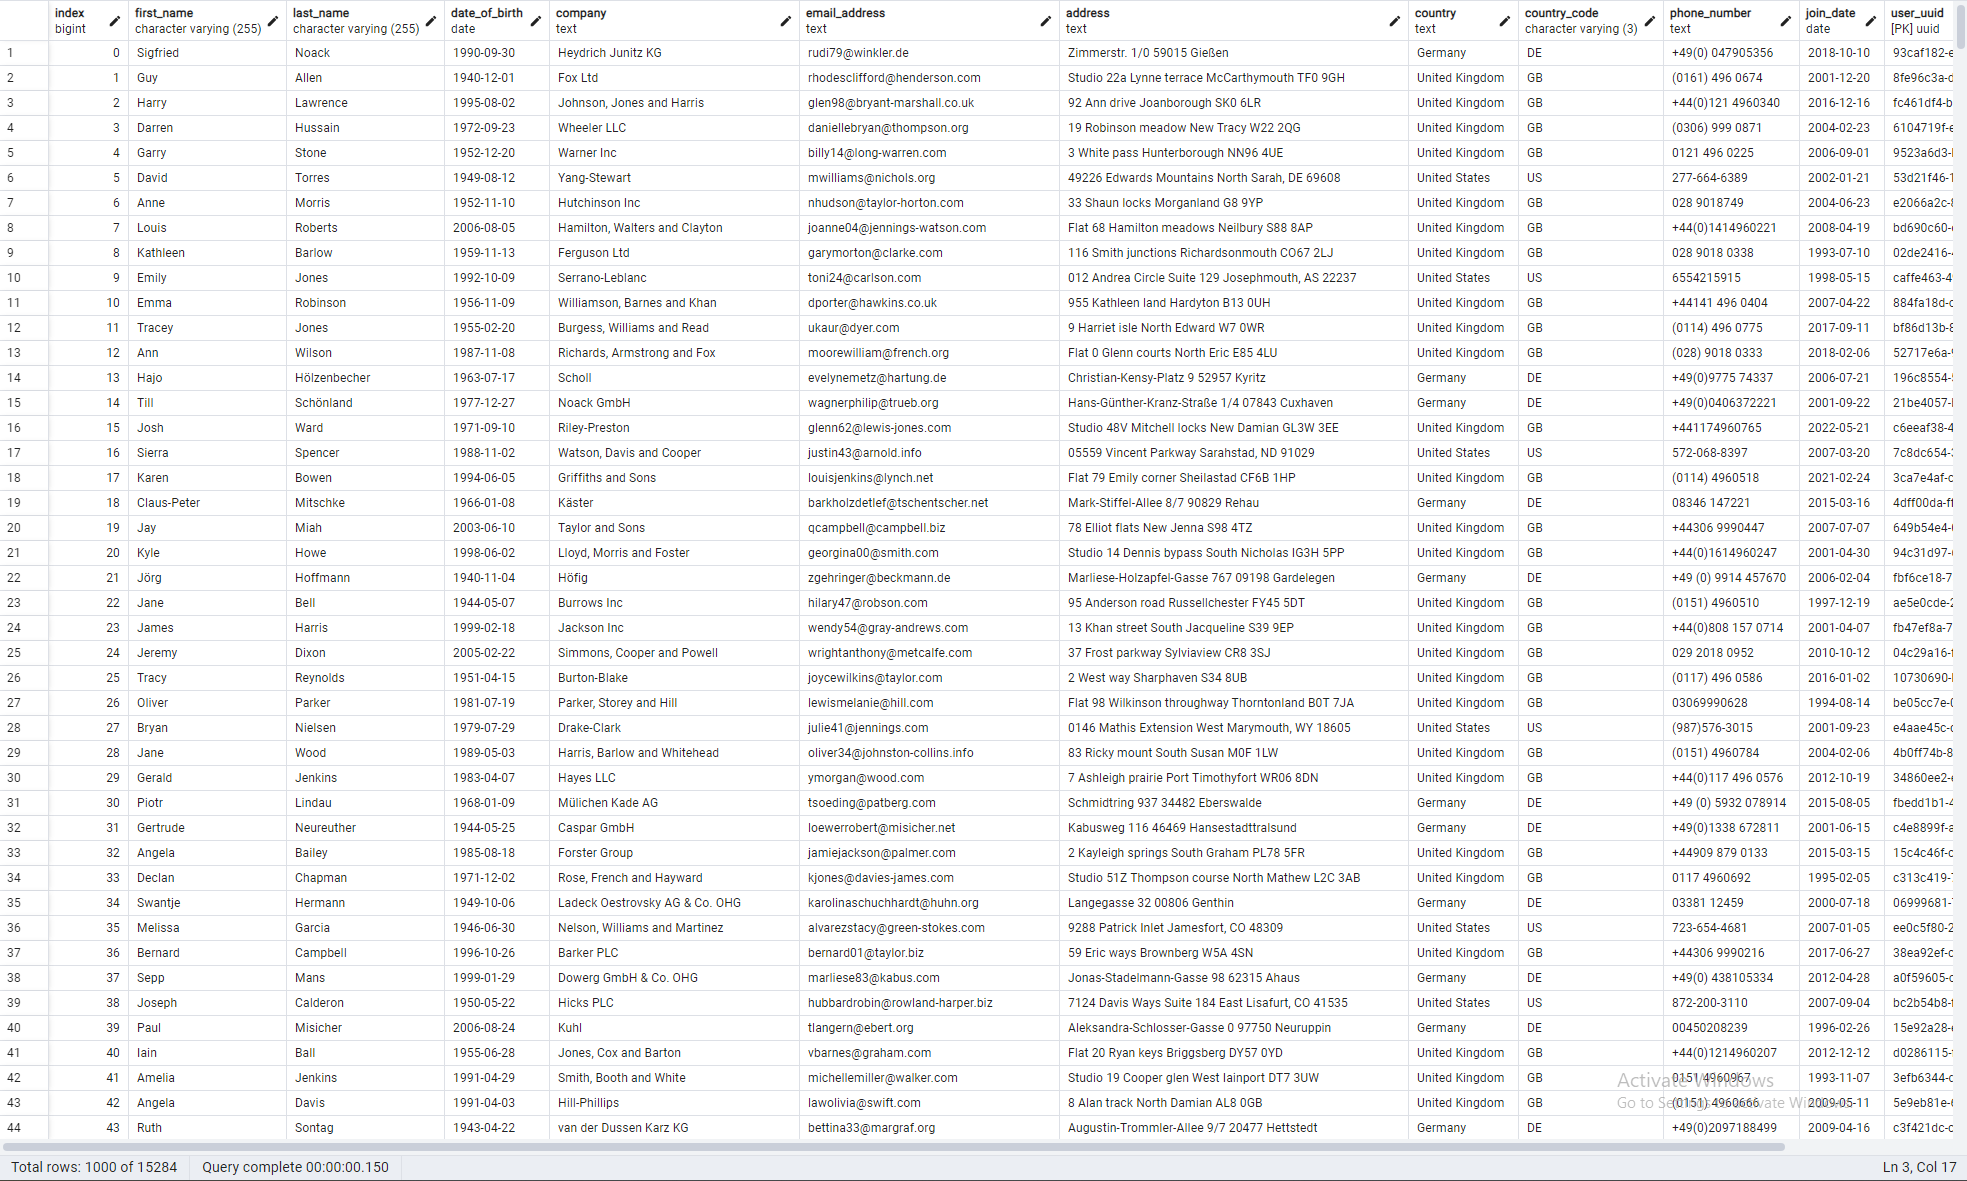 index first_name last_name date_of_birth company email_address address country country_code phone_number join_date user_uuid
bigint character varying (255) character varying (255) date text text text text character varying (3) text date [PK] uuid
1 0 Sigfried Noack 1990-09-30 Heydrich Junitz KG rudi79@winkler.de Zimmerstr. 1/0 59015 Gießen Germany DE +49(0) 047905356 2018-10-10 93caf182-e
2 1 Guy Allen 1940-12-01 Fox Ltd rhodesclifford@henderson.com Studio 22a Lynne terrace McCarthymouth TF0 9GH United Kingdom GB (0161) 496 0674 2001-12-20 8fe96c3a-d
3 2 Harry Lawrence 1995-08-02 Johnson, Jones and Harris glen98@bryant-marshall.co.uk 92 Ann drive Joanborough SK0 6LR United Kingdom GB +44(0)121 4960340 2016-12-16 fc461df4-b
4 3 Darren Hussain 1972-09-23 Wheeler LLC daniellebryan@thompson.org 19 Robinson meadow New Tracy W22 2QG United Kingdom GB (0306) 999 0871 2004-02-23 6104719f-e
5 4 Garry Stone 1952-12-20 Warner Inc billy14@long-warren.com 3 White pass Hunterborough NN96 4UE United Kingdom GB 0121 496 0225 2006-09-01 9523a6d3-
6 5 David Torres 1949-08-12 Yang-Stewart mwilliams@nichols.org 49226 Edwards Mountains North Sarah, DE 69608 United States US 277-664-6389 2002-01-21 53d21f46-1
7 6 Anne Morris 1952-11-10 Hutchinson Inc nhudson@taylor-horton.com 33 Shaun locks Morganland G8 9YP United Kingdom GB 028 9018749 2004-06-23 e2066a2c-8
8 7 Louis Roberts 2006-08-05 Hamilton, Walters and Clayton joanne04@jennings-watson.com Flat 68 Hamilton meadows Neilbury S88 8AP United Kingdom GB +44(0)1414960221 2008-04-19 bd690c60-
9 8 Kathleen Barlow 1959-11-13 Ferguson Ltd garymorton@clarke.com 116 Smith junctions Richardsonmouth CO67 2LJ United Kingdom GB 028 9018 0338 1993-07-10 02de2416-
10 9 Emily Jones 1992-10-09 Serrano-Leblanc toni24@carlson.com 012 Andrea Circle Suite 129 Josephmouth, AS 22237 United States US 6554215915 1998-05-15 caffe463-4
11 10 Emma Robinson 1956-11-09 Williamson, Barnes and Khan dporter@hawkins.co.uk 955 Kathleen land Hardyton B13 0UH United Kingdom GB +44141 496 0404 2007-04-22 884fa18d-c
12 11 Tracey Jones 1955-02-20 Burgess, Williams and Read ukaur@dyer.com 9 Harriet isle North Edward W7 0WR United Kingdom GB (0114) 496 0775 2017-09-11 bf86d13b-8
13 12 Ann Wilson 1987-11-08 Richards, Armstrong and Fox moorewilliam@french.org Flat 0 Glenn courts North Eric E85 4LU United Kingdom GB (028) 9018 0333 2018-02-06 52717e6a-
14 13 Hajo Hölzenbecher 1963-07-17 Scholl evelynemetz@hartung.de Christian-Kensy-Platz 9 52957 Kyritz Germany DE +49(0)9775 74337 2006-07-21 196c8554-
15 14 Till Schönland 1977-12-27 Noack GmbH wagnerphilip@trueb.org Hans-Günther-Kranz-Straße 1/4 07843 Cuxhaven Germany DE +49(0)0406372221 2001-09-22 21be4057-
16 15 Josh Ward 1971-09-10 Riley-Preston glenn62@lewis-jones.com Studio 48V Mitchell locks New Damian GL3W 3EE United Kingdom GB +441174960765 2022-05-21 c6eeaf38-4
17 16 Sierra Spencer 1988-11-02 Watson, Davis and Cooper justin43@arnold.info 05559 Vincent Parkway Sarahstad, ND 91029 United States US 572-068-8397 2007-03-20 7c8dc654-
18 17 Karen Bowen 1994-06-05 Griffiths and Sons louisjenkins@lynch.net Flat 79 Emily corner Sheilastad CF6B 1HP United Kingdom GB (0114) 4960518 2021-02-24 3ca7e4af-c
19 18 Claus-Peter Mitschke 1966-01-08 Käster barkholzdetlef@tschentscher.net Mark-Stiffel-Allee 8/7 90829 Rehau Germany DE 08346 147221 2015-03-16 4dff00da-f
20 19 Jay Miah 2003-06-10 Taylor and Sons qcampbell@campbell.biz 78 Elliot flats New Jenna S98 4TZ United Kingdom GB +44306 9990447 2007-07-07 649b54e4-
21 20 Kyle Howe 1998-06-02 Lloyd, Morris and Foster georgina00@smith.com Studio 14 Dennis bypass South Nicholas IG3H 5PP United Kingdom GB +44(0)1614960247 2001-04-30 94c31d97-
22 21 Jörg Hoffmann 1940-11-04 Höfig zgehringer@beckmann.de Marliese-Holzapfel-Gasse 767 09198 Gardelegen Germany DE +49 (0) 9914 457670 2006-02-04 fbf6ce18-7
23 22 Jane Bell 1944-05-07 Burrows Inc hilary47@robson.com 95 Anderson road Russellchester FY45 5DT United Kingdom GB (0151) 4960510 1997-12-19 ae5e0cde-2
24 23 James Harris 1999-02-18 Jackson Inc wendy54@gray-andrews.com 13 Khan street South Jacqueline S39 9EP United Kingdom GB +44(0)808 157 0714 2001-04-07 fb47ef8a-7
25 24 Jeremy Dixon 2005-02-22 Simmons, Cooper and Powell wrightanthony@metcalfe.com 37 Frost parkway Sylviaview CR8 3SJ United Kingdom GB 029 2018 0952 2010-10-12 04c29a16-
26 25 Tracy Reynolds 1951-04-15 Burton-Blake joycewilkins@taylor.com 2 West way Sharphaven S34 8UB United Kingdom GB (0117) 496 0586 2016-01-02 10730690-
27 26 Oliver Parker 1981-07-19 Parker, Storey and Hill lewismelanie@hill.com Flat 98 Wilkinson throughway Thorntonland B0T 7JA United Kingdom GB 03069990628 1994-08-14 be05cc7e-0
28 27 Bryan Nielsen 1979-07-29 Drake-Clark julie41@jennings.com 0146 Mathis Extension West Marymouth, WY 18605 United States US (987)576-3015 2001-09-23 e4aae45c-c
29 28 Jane Wood 1989-05-03 Harris, Barlow and Whitehead oliver34@johnston-collins.info 83 Ricky mount South Susan M0F 1LW United Kingdom GB (0151) 4960784 2004-02-06 4b0ff74b-8
30 29 Gerald Jenkins 1983-04-07 Hayes LLC ymorgan@wood.com 7 Ashleigh prairie Port Timothyfort WR06 8DN United Kingdom GB +44(0)117 496 0576 2012-10-19 34860ee2-
31 30 Piotr Lindau 1968-01-09 Mülichen Kade AG tsoeding@patberg.com Schmidtring 937 34482 Eberswalde Germany DE +49 (0) 5932 078914 2015-08-05 fbedd1b1-4
32 31 Gertrude Neureuther 1944-05-25 Caspar GmbH loewerrobert@misicher.net Kabusweg 116 46469 Hansestadttralsund Germany DE +49(0)1338 672811 2001-06-15 c4e8899f-a
33 32 Angela Bailey 1985-08-18 Forster Group jamiejackson@palmer.com 2 Kayleigh springs South Graham PL78 5FR United Kingdom GB +44909 879 0133 2015-03-15 15c4c46f-c
34 33 Declan Chapman 1971-12-02 Rose, French and Hayward kjones@davies-james.com Studio 51Z Thompson course North Mathew L2C 3AB United Kingdom GB 0117 4960692 1995-02-05 c313c419-
35 34 Swantje Hermann 1949-10-06 Ladeck Oestrovsky AG & Co. OHG karolinaschuchhardt@huhn.org Langegasse 32 00806 Genthin Germany DE 03381 12459 2000-07-18 06999681-
36 35 Melissa Garcia 1946-06-30 Nelson, Williams and Martinez alvarezstacy@green-stokes.com 9288 Patrick Inlet Jamesfort, CO 48309 United States US 723-654-4681 2007-01-05 ee0c5f80-2
37 36 Bernard Campbell 1996-10-26 Barker PLC bernard01@taylor.biz 59 Eric ways Brownberg W5A 4SN United Kingdom GB +44306 9990216 2017-06-27 38ea92ef-c
38 37 Sepp Mans 1999-01-29 Dowerg GmbH & Co. OHG marliese83@kabus.com Jonas-Stadelmann-Gasse 98 62315 Ahaus Germany DE +49(0) 438105334 2012-04-28 a0f59605-c
39 38 Joseph Calderon 1950-05-22 Hicks PLC hubbardrobin@rowland-harper.biz 7124 Davis Ways Suite 184 East Lisafurt, CO 41535 United States US 872-200-3110 2007-09-04 bc2b54b8-
40 39 Paul Misicher 2006-08-24 Kuhl tlangern@ebert.org Aleksandra-Schlosser-Gasse 0 97750 Neuruppin Germany DE 00450208239 1996-02-26 15e92a28-
41 40 Iain Ball 1955-06-28 Jones, Cox and Barton vbarnes@graham.com Flat 20 Ryan keys Briggsberg DY57 0YD United Kingdom GB +44(0)1214960207 2012-12-12 d0286115-
42 41 Amelia Jenkins 1991-04-29 Smith, Booth and White michellemiller@walker.com Studio 19 Cooper glen West Iainport DT7 3UW United Kingdom GB 0151 4960967 1993-11-07 3efb6344-c
43 42 Angela Davis 1991-04-03 Hill-Phillips lawolivia@swift.com 8 Alan track North Damian AL8 0GB United Kingdom GB (0151) 4960666 2009-05-11 5e9eb81e-
44 43 Ruth Sontag 1943-04-22 van der Dussen Karz KG bettina33@margraf.org Augustin-Trommler-Allee 9/7 20477 Hettstedt Germany DE +49(0)2097188499 2009-04-16 c3f421dc-c
Activate Windows
Go to Settings to activate Windows.
Total rows: 1000 of 15284 Query complete 00:00:00.150 Ln 3, Col 17